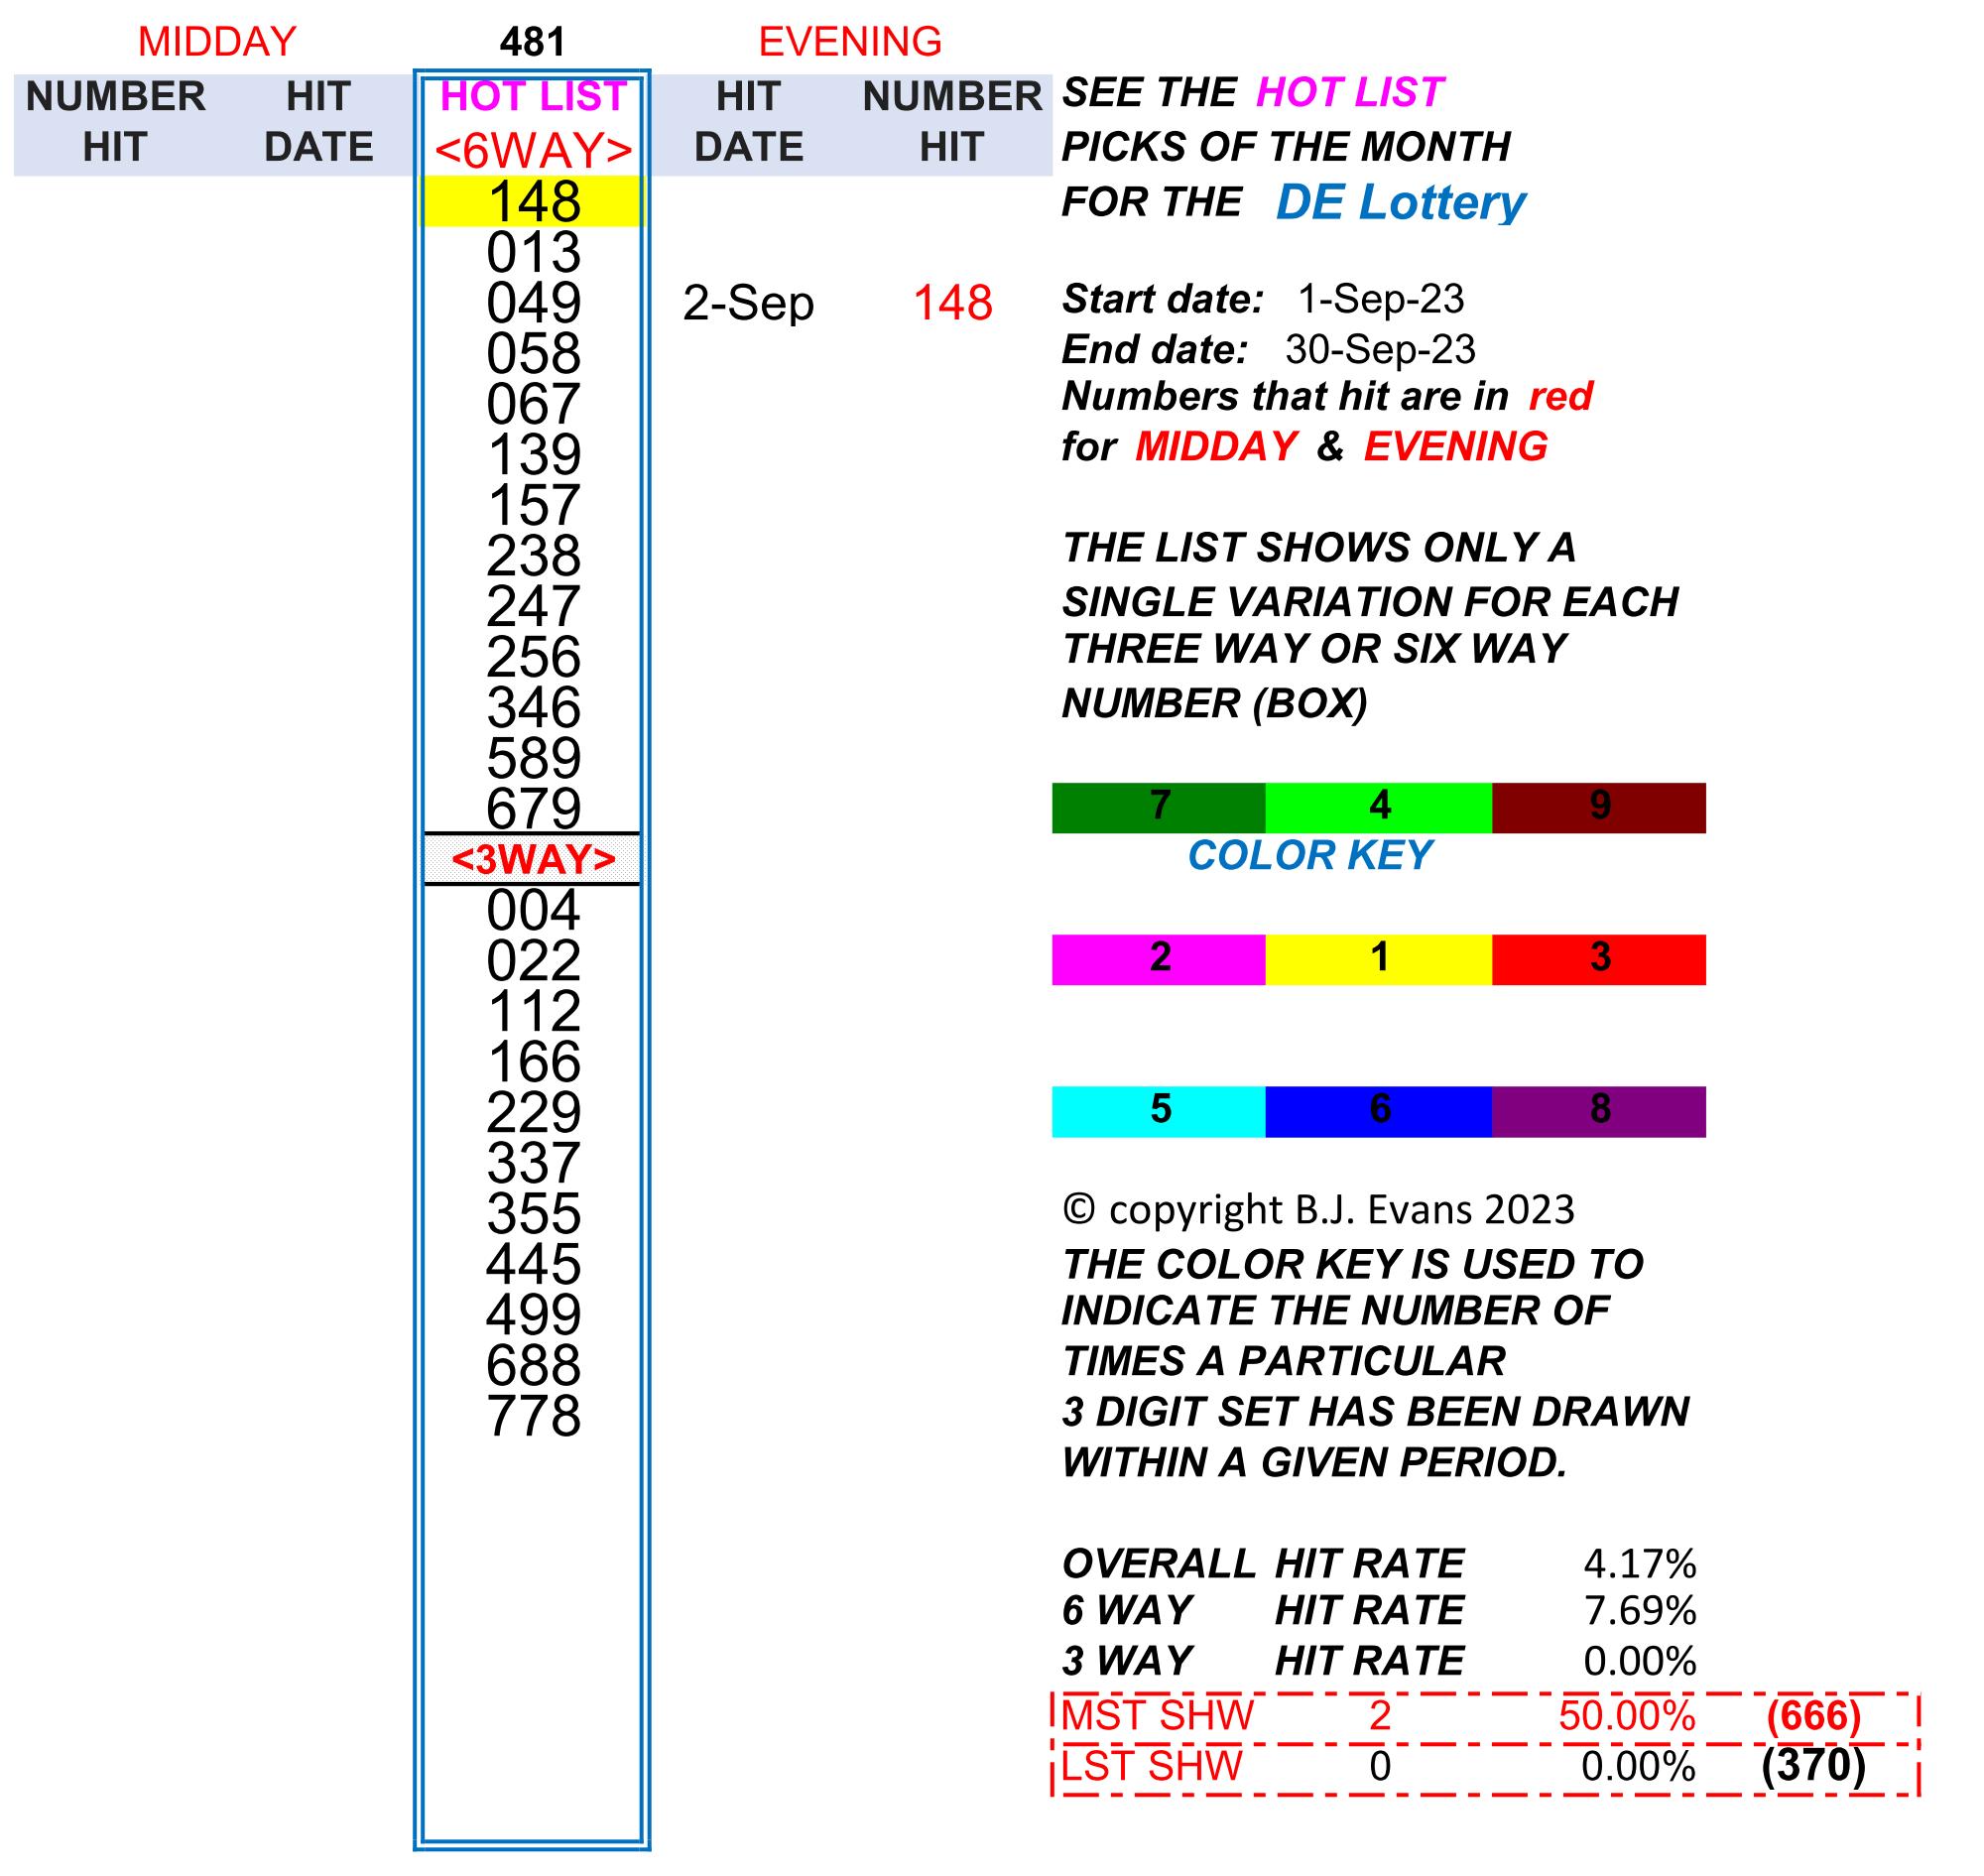 MIDDAY 481 EVENING
NUMBER HIT HOT LIST HIT NUMBER
HIT DATE <6WAY> DATE HIT
148
013
049 2-Sep 148
058
067
139
157
238
247
256
346
589
679
<3WAY>
004
022
112
166
229
337
355
445
499
688
778
SEE THE HOT LIST
PICKS OF THE MONTH
FOR THE DE Lottery
Start date: 1-Sep-23
End date: 30-Sep-23
Numbers that hit are in red
for MIDDAY & EVENING
THE LIST SHOWS ONLY A
SINGLE VARIATION FOR EACH
THREE WAY OR SIX WAY
NUMBER (BOX)
7 4 9
COLOR KEY
2 1 3
5 6 8
© copyright B.J. Evans 2023
THE COLOR KEY IS USED TO
INDICATE THE NUMBER OF
TIMES A PARTICULAR
3 DIGIT SET HAS BEEN DRAWN
WITHIN A GIVEN PERIOD.
OVERALL HIT RATE 4.17%
6 WAY HIT RATE 7.69%
3 WAY HIT RATE 0.00%
MST SHW 2 50.00% (666)
LST SHW 0 0.00% (370)